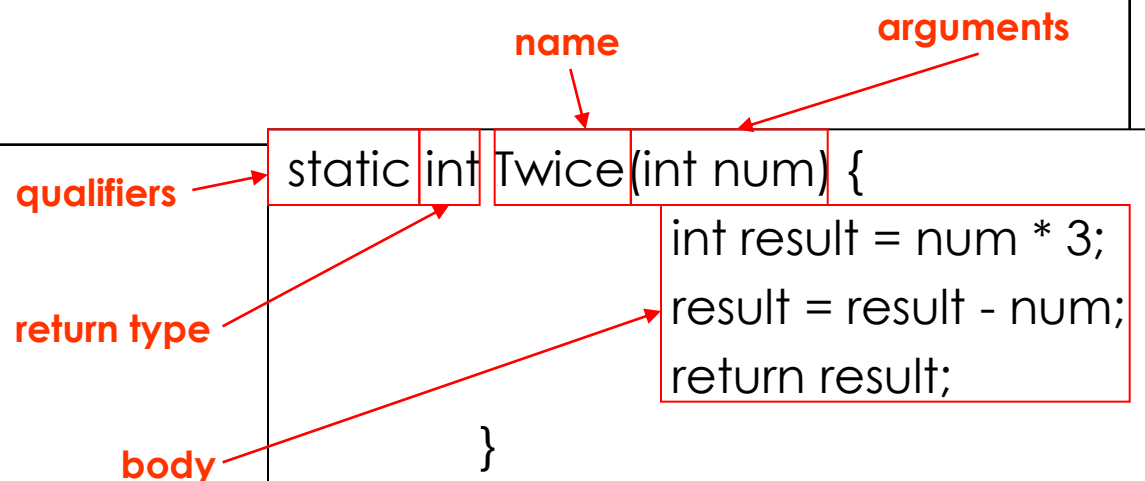 name
arguments
static int Twice(int num) {
qualifiers
int result = num * 3;
return type
result = result - num;
return result;
}
body